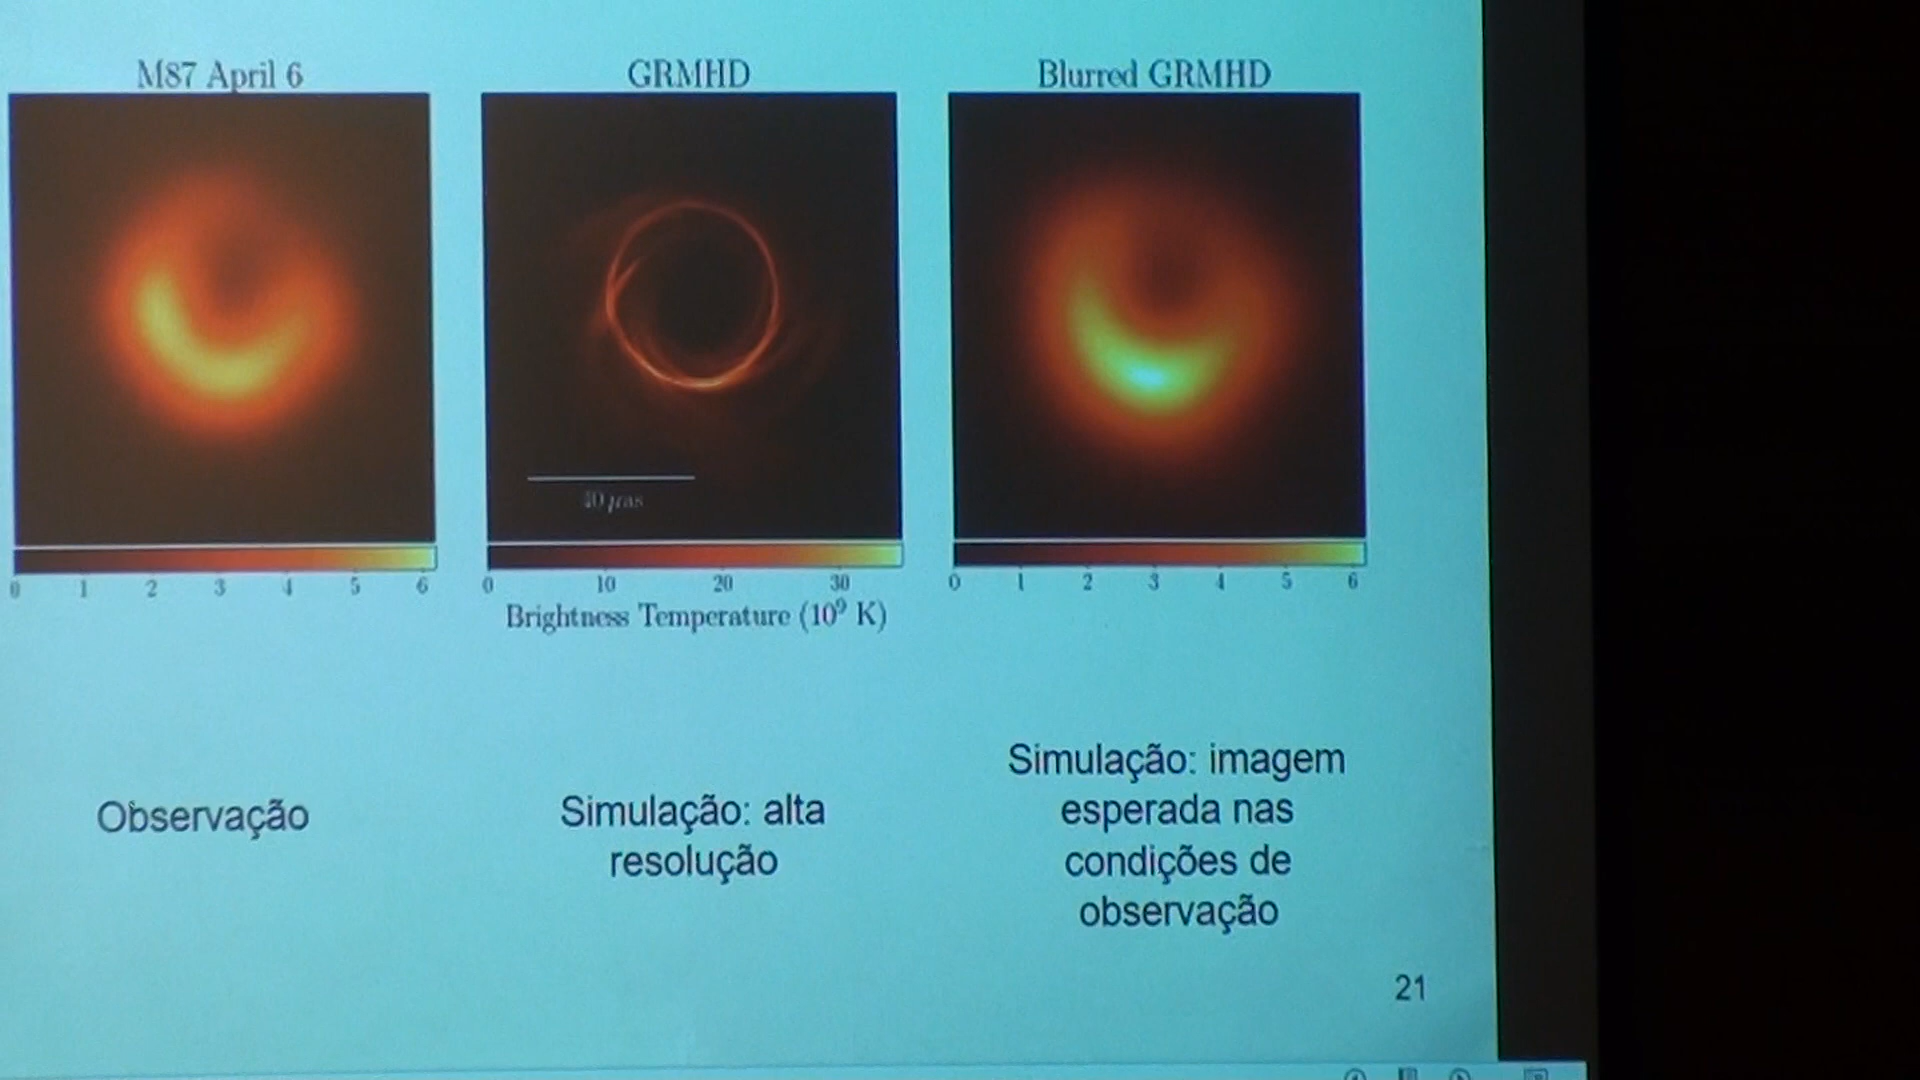 M87 April 6
GRMHD
Blurred GRMHD
40 µas
0 1 2 3 4 5 6
0 10 20 30
0 1 2 3 4 5 6
Brightness Temperature (10⁹ K)
Observação
Simulação: alta
resolução
Simulação: imagem
esperada nas
condições de
observação
21